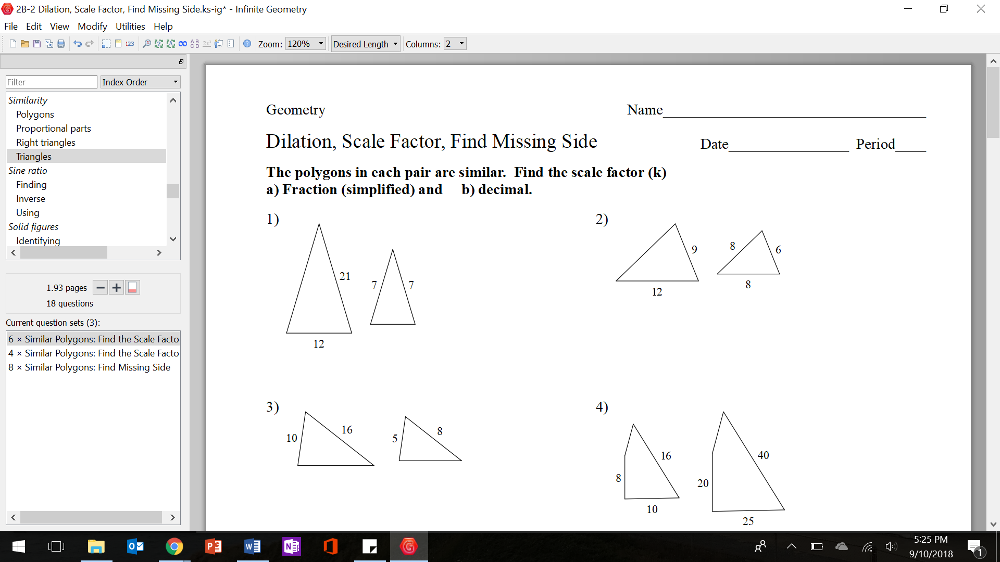 2B-2 Dilation, Scale Factor, Find Missing Side.ks-ig* - Infinite Geometry
File Edit View Modify Utilities Help
123 Zoom: 120% Desired Length Columns: 2
Filter Index Order
Similarity
Polygons
Proportional parts
Right triangles
Triangles
Sine ratio
Finding
Inverse
Using
Solid figures
Identifying
1.93 pages
18 questions
Current question sets (3):
6 × Similar Polygons: Find the Scale Facto
4 × Similar Polygons: Find the Scale Facto
8 × Similar Polygons: Find Missing Side
Geometry Name
Dilation, Scale Factor, Find Missing Side Date Period
The polygons in each pair are similar. Find the scale factor (k)
a) Fraction (simplified) and b) decimal.
1)
21
12
7 7
2)
9
12
8 6
8
3)
10 16
5 8
4)
16
8
10
40
20
25
5:25 PM
9/10/2018
1